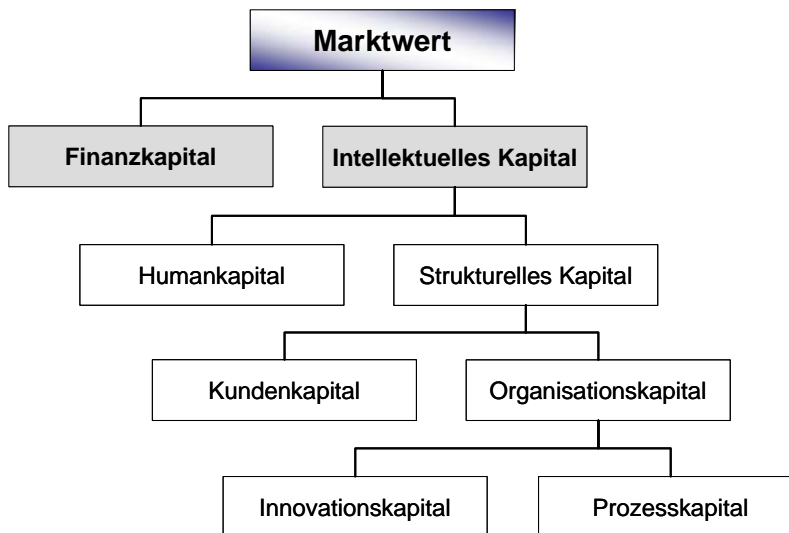 Marktwert
Finanzkapital
Intellektuelles Kapital
Humankapital
Strukturelles Kapital
Kundenkapital
Organisationskapital
Innovationskapital
Prozesskapital